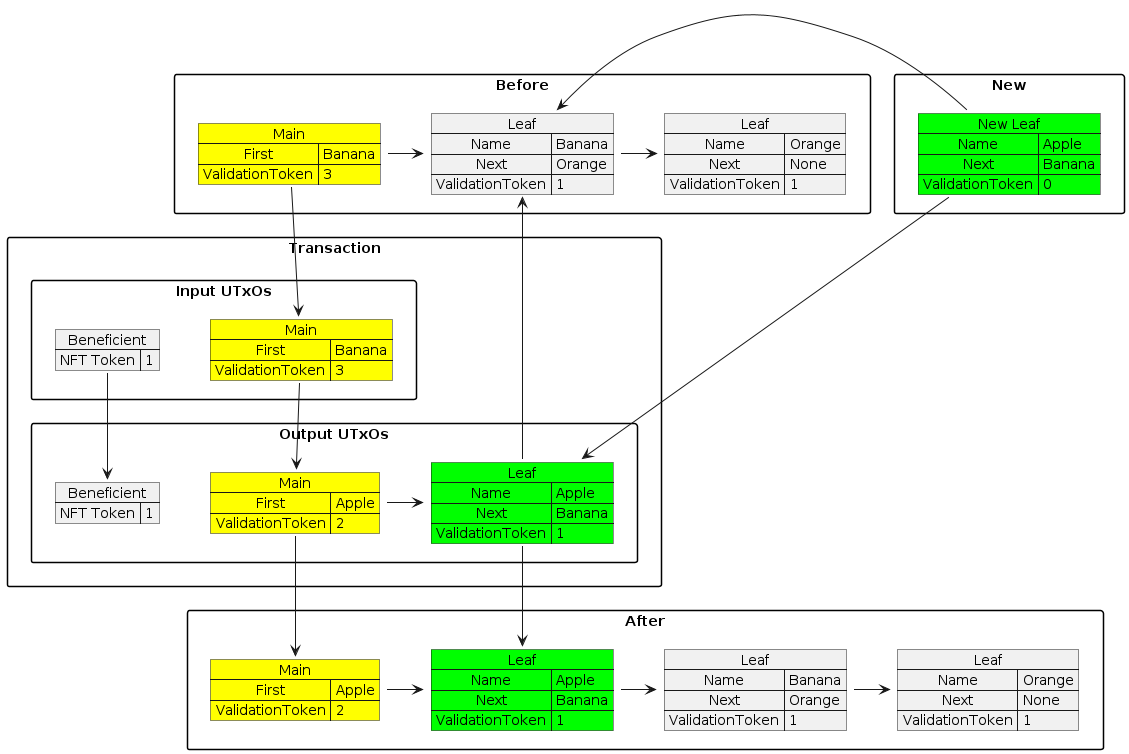 Before
Main
First Banana
ValidationToken 3
Leaf
Name Banana
Next Orange
ValidationToken 1
Leaf
Name Orange
Next None
ValidationToken 1
New
New Leaf
Name Apple
Next Banana
ValidationToken 0
Transaction
Input UTxOs
Beneficient
NFT Token 1
Main
First Banana
ValidationToken 3
Output UTxOs
Beneficient
NFT Token 1
Main
First Apple
ValidationToken 2
Leaf
Name Apple
Next Banana
ValidationToken 1
After
Main
First Apple
ValidationToken 2
Leaf
Name Apple
Next Banana
ValidationToken 1
Leaf
Name Banana
Next Orange
ValidationToken 1
Leaf
Name Orange
Next None
ValidationToken 1